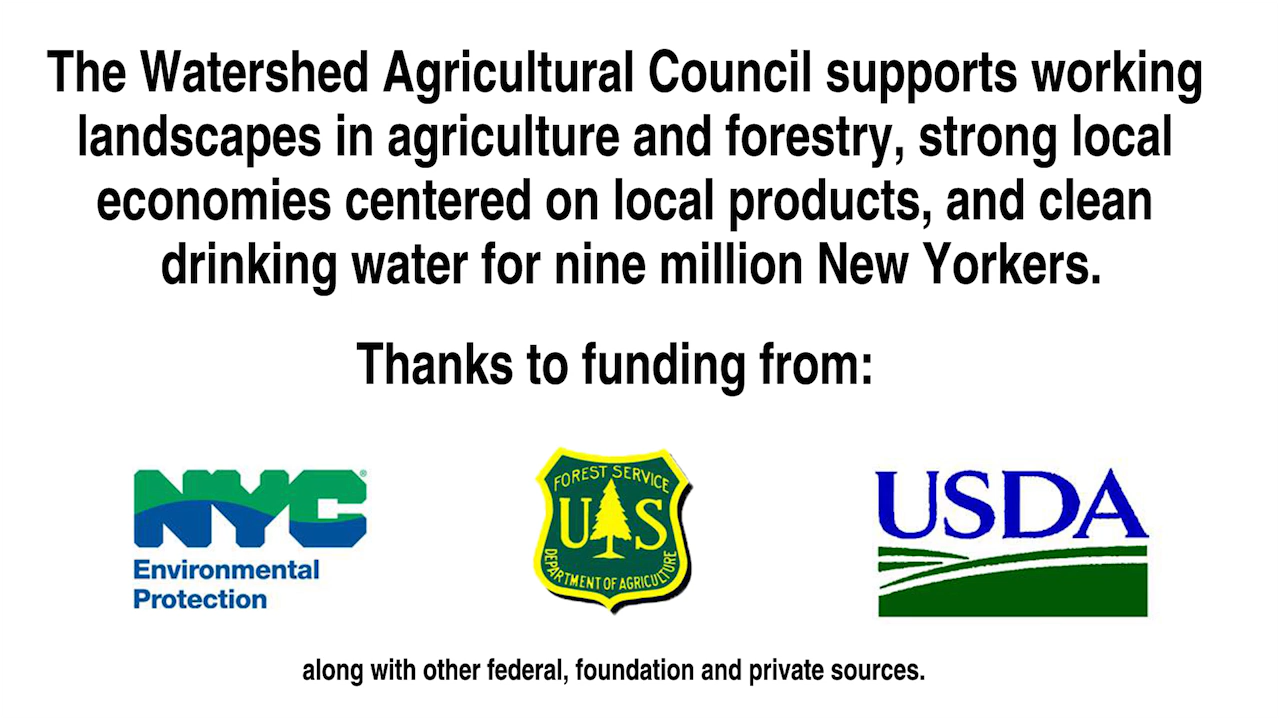 The Watershed Agricultural Council supports working
landscapes in agriculture and forestry, strong local
economies centered on local products, and clean
drinking water for nine million New Yorkers.
Thanks to funding from:
NYC®
Environmental
Protection
FOREST SERVICE
U S
DEPARTMENT OF AGRICULTURE
USDA
along with other federal, foundation and private sources.